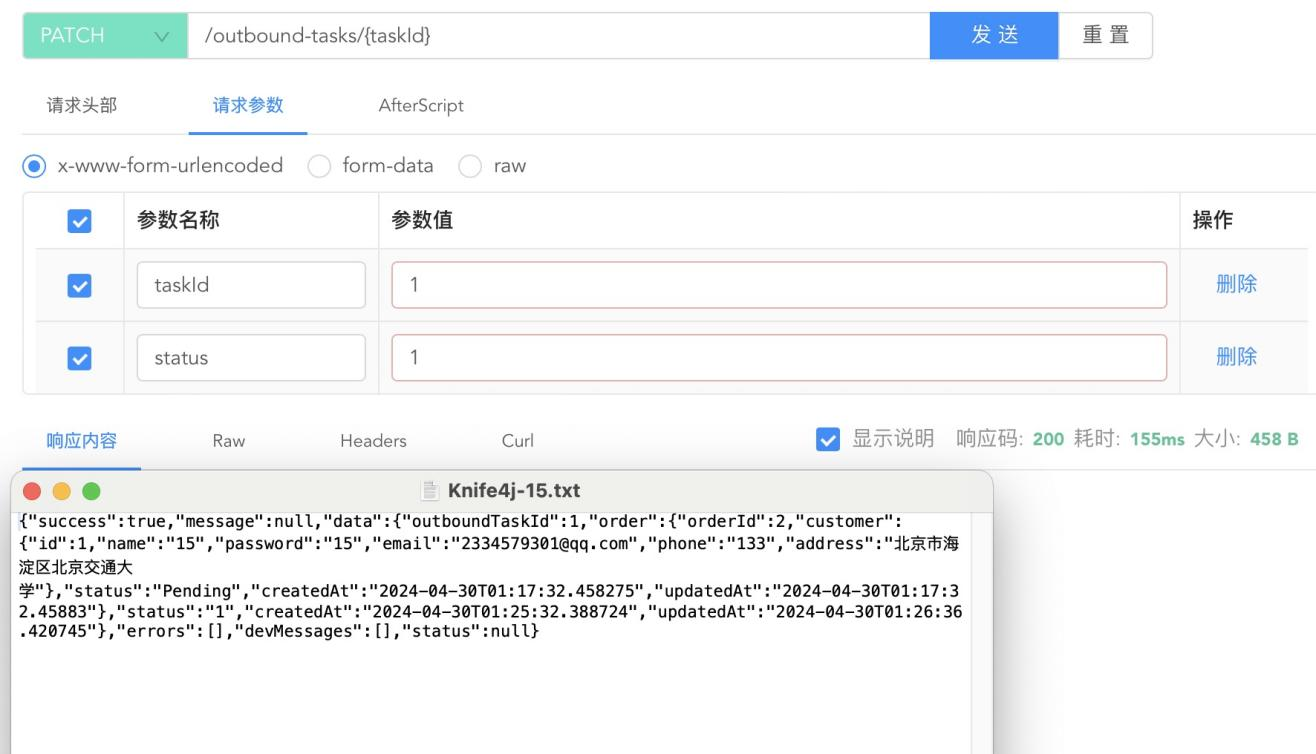 PATCH /outbound-tasks/{taskId} 发 送 重 置
请求头部 请求参数 AfterScript
x-www-form-urlencoded form-data raw
参数名称 参数值 操作
taskId 1 删除
status 1 删除
响应内容 Raw Headers Curl 显示说明 响应码: 200 耗时: 155ms 大小: 458 B
Knife4j-15.txt
{"success":true,"message":null,"data":{"outboundTaskId":1,"order":{"orderId":2,"customer":
{"id":1,"name":"15","password":"15","email":"2334579301@qq.com","phone":"133","address":"北京市海
淀区北京交通大
学"},"status":"Pending","createdAt":"2024-04-30T01:17:32.458275","updatedAt":"2024-04-30T01:17:3
2.45883"},"status":"1","createdAt":"2024-04-30T01:25:32.388724","updatedAt":"2024-04-30T01:26:36
.420745"},"errors":[],"devMessages":[],"status":null}